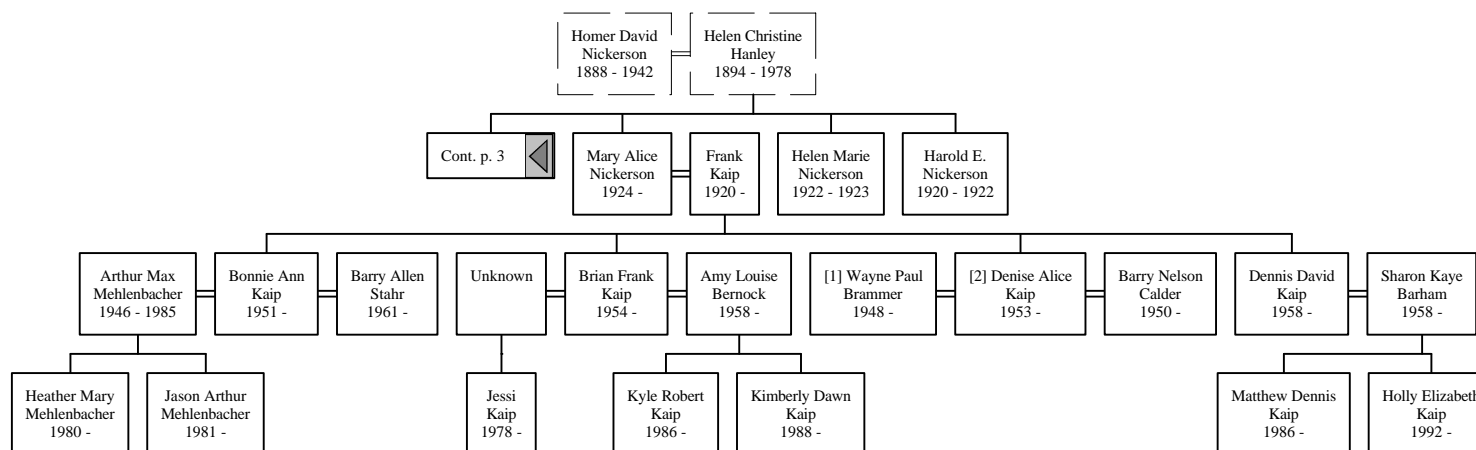 Homer David
Nickerson
1888 - 1942
Helen Christine
Hanley
1894 - 1978
Cont. p. 3
Mary Alice
Nickerson
1924 -
Frank
Kaip
1920 -
Helen Marie
Nickerson
1922 - 1923
Harold E.
Nickerson
1920 - 1922
Arthur Max
Mehlenbacher
1946 - 1985
Bonnie Ann
Kaip
1951 -
Barry Allen
Stahr
1961 -
Unknown
Brian Frank
Kaip
1954 -
Amy Louise
Bernock
1958 -
[1] Wayne Paul
Brammer
1948 -
[2] Denise Alice
Kaip
1953 -
Barry Nelson
Calder
1950 -
Dennis David
Kaip
1958 -
Sharon Kaye
Barham
1958 -
Heather Mary
Mehlenbacher
1980 -
Jason Arthur
Mehlenbacher
1981 -
Jessi
Kaip
1978 -
Kyle Robert
Kaip
1986 -
Kimberly Dawn
Kaip
1988 -
Matthew Dennis
Kaip
1986 -
Holly Elizabeth
Kaip
1992 -